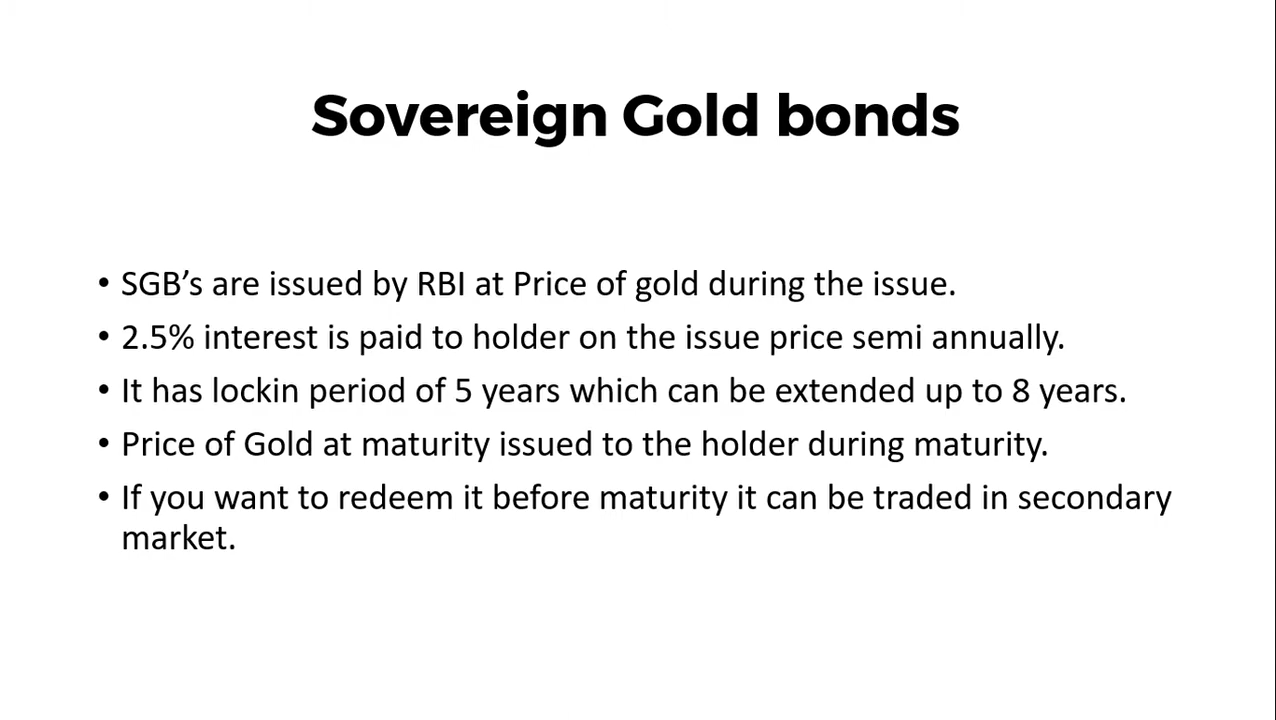 Sovereign Gold bonds
• SGB’s are issued by RBI at Price of gold during the issue.
• 2.5% interest is paid to holder on the issue price semi annually.
• It has lockin period of 5 years which can be extended up to 8 years.
• Price of Gold at maturity issued to the holder during maturity.
• If you want to redeem it before maturity it can be traded in secondary
market.